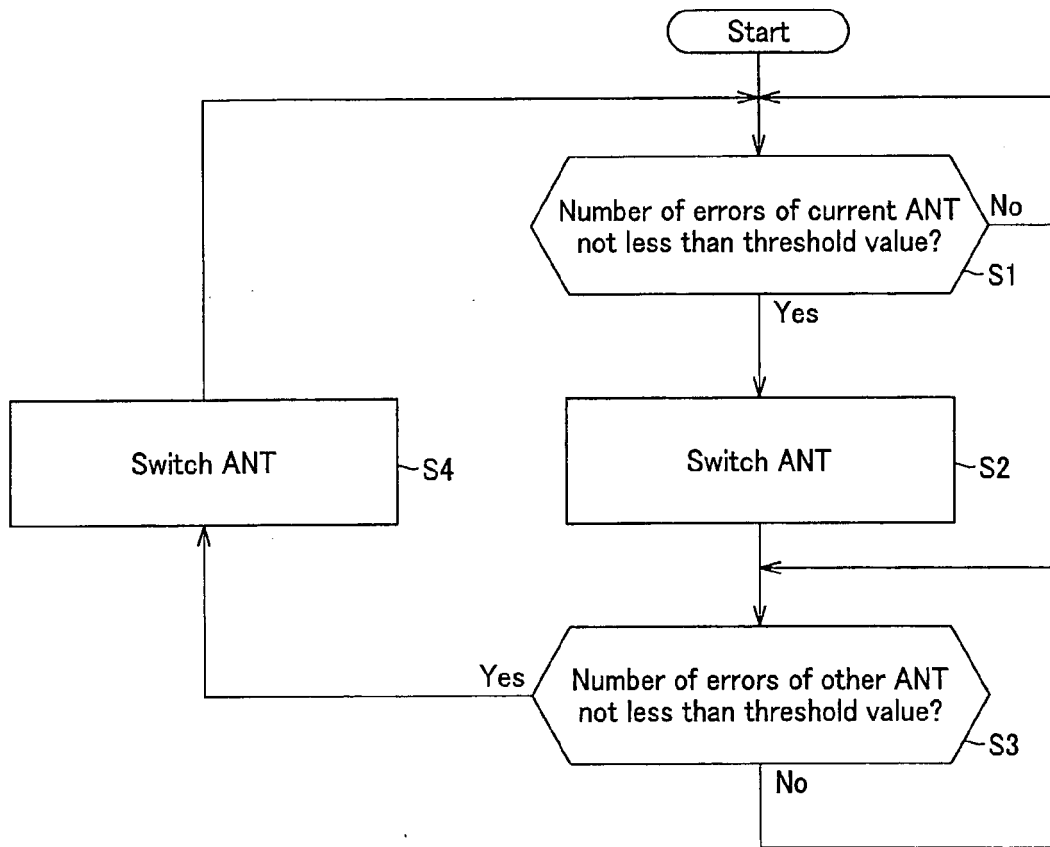 Start
Number of errors of current ANT
not less than threshold value?
No
S1
Yes
Switch ANT
S4
Switch ANT
S2
Yes
Number of errors of other ANT
not less than threshold value?
S3
No